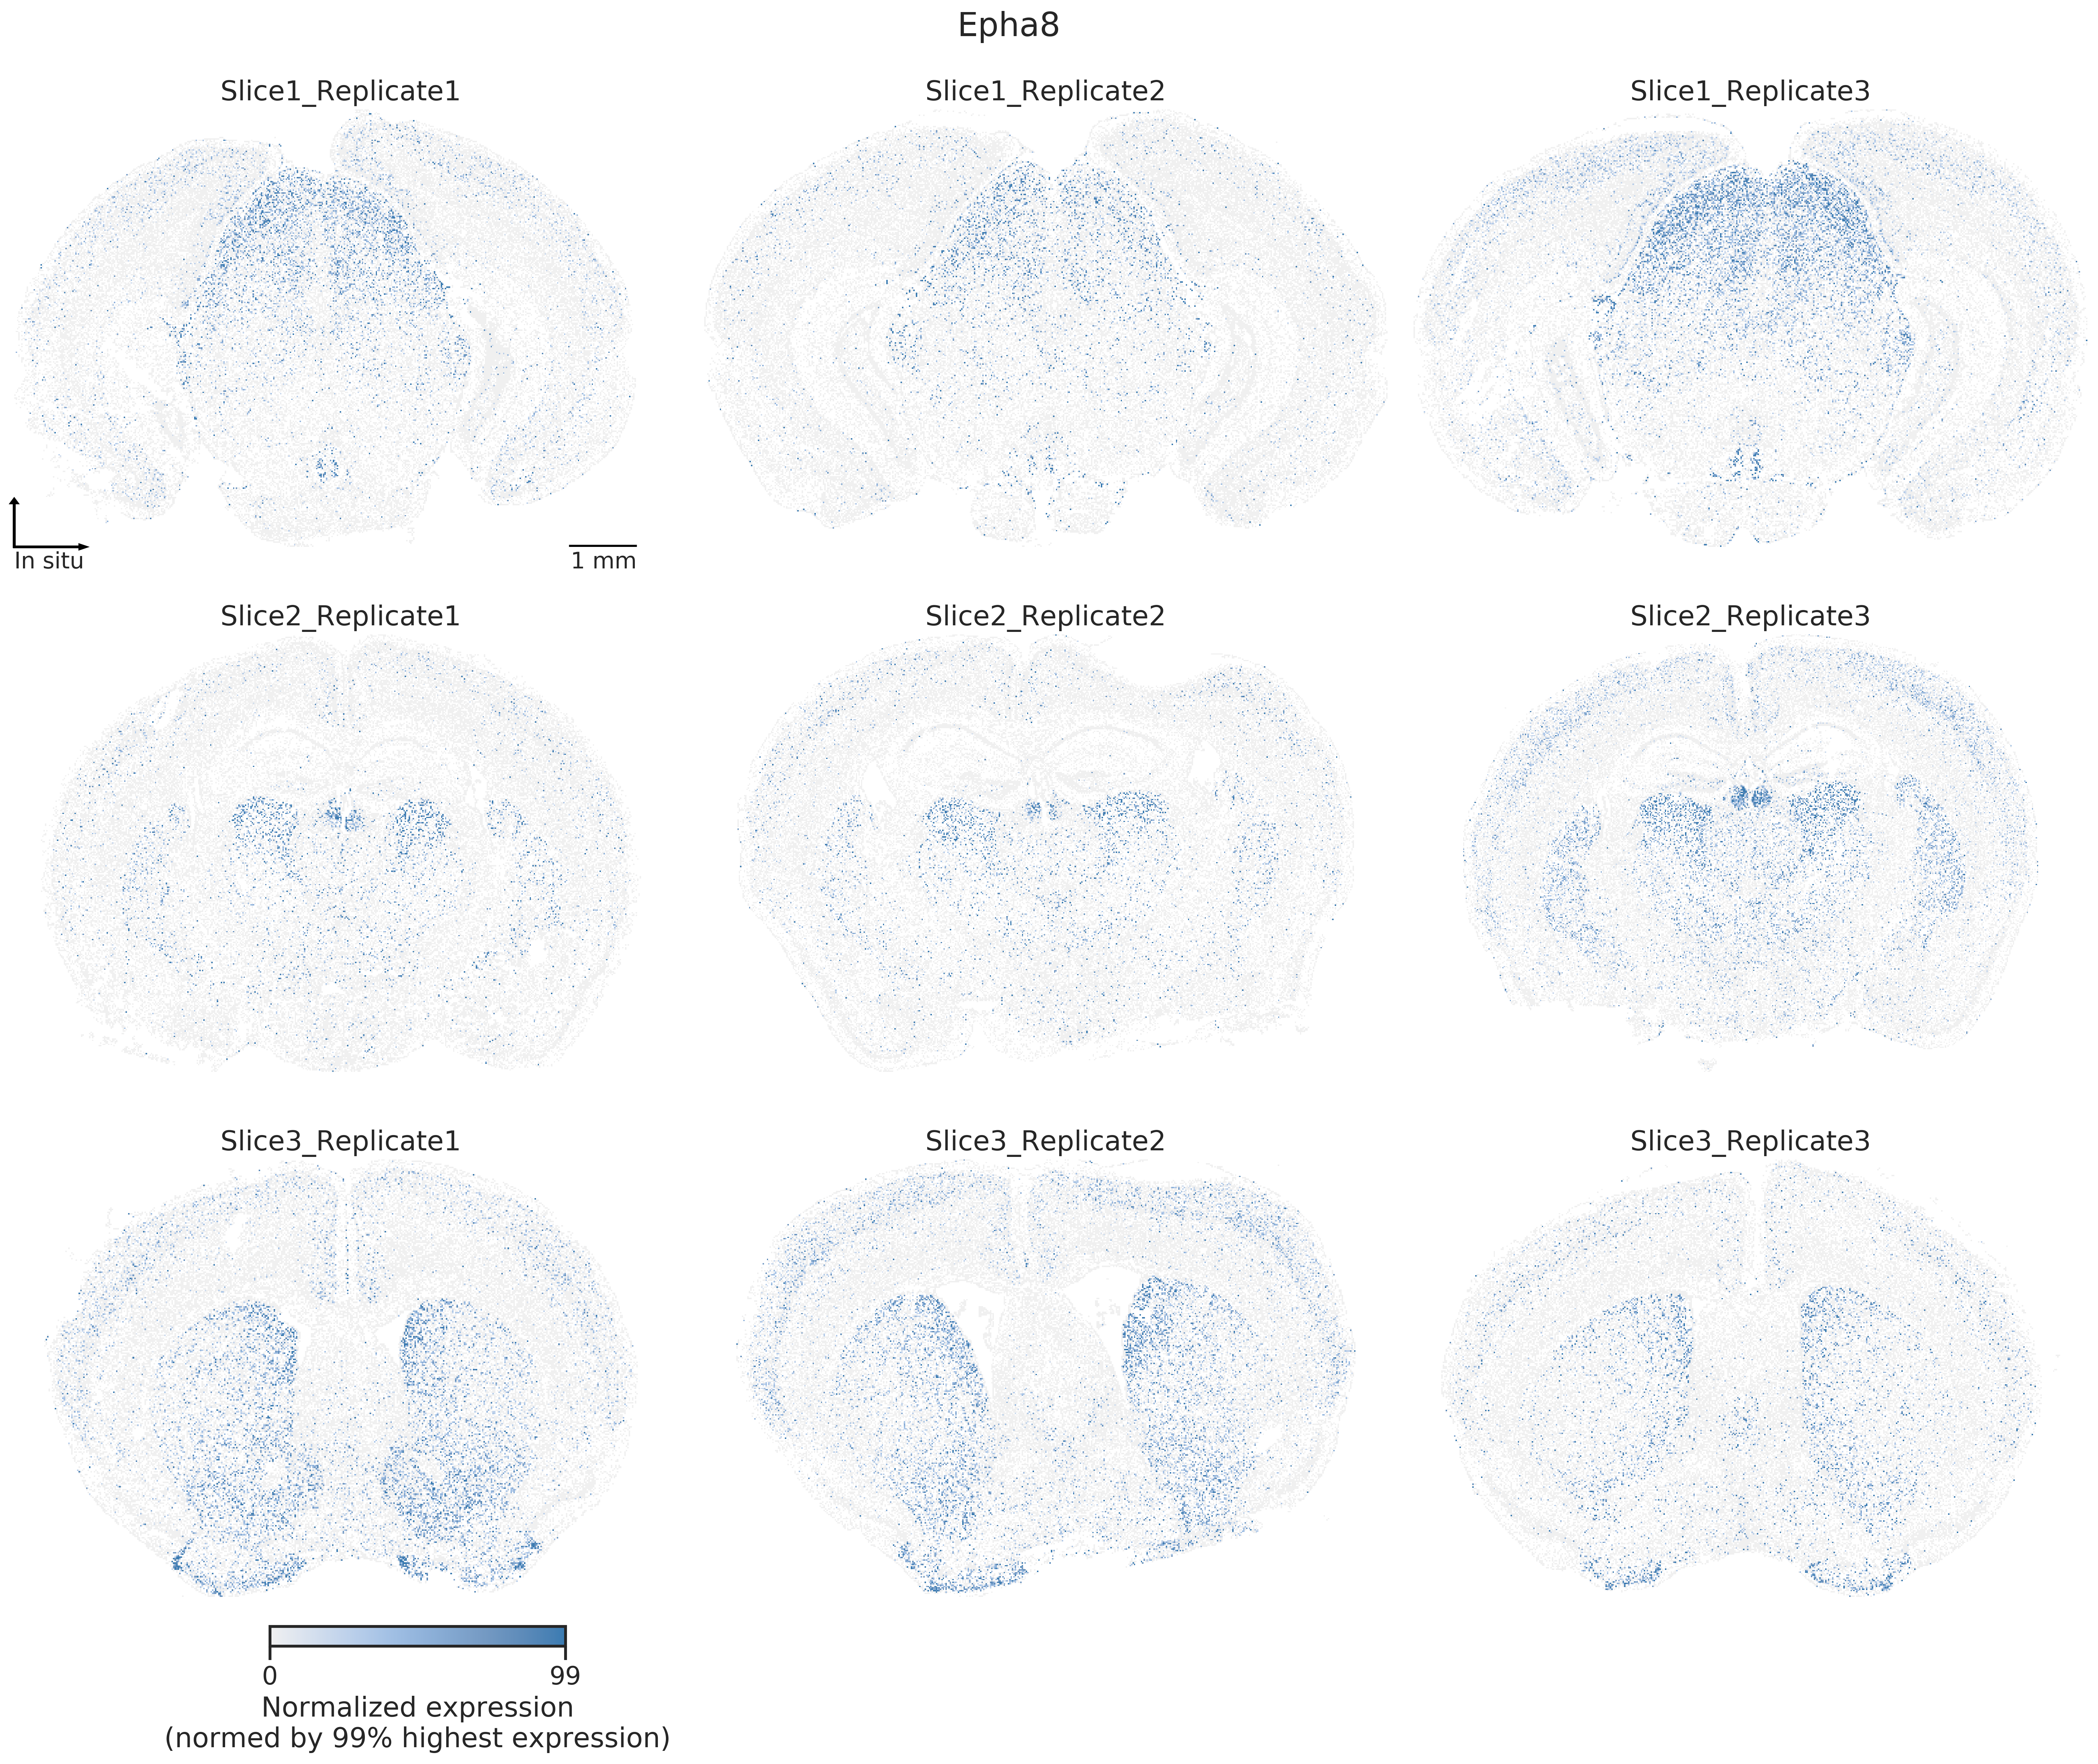 Epha8
Slice1_Replicate1
Slice1_Replicate2
Slice1_Replicate3
In situ
1 mm
Slice2_Replicate1
Slice2_Replicate2
Slice2_Replicate3
Slice3_Replicate1
Slice3_Replicate2
Slice3_Replicate3
0
99
Normalized expression
(normed by 99% highest expression)